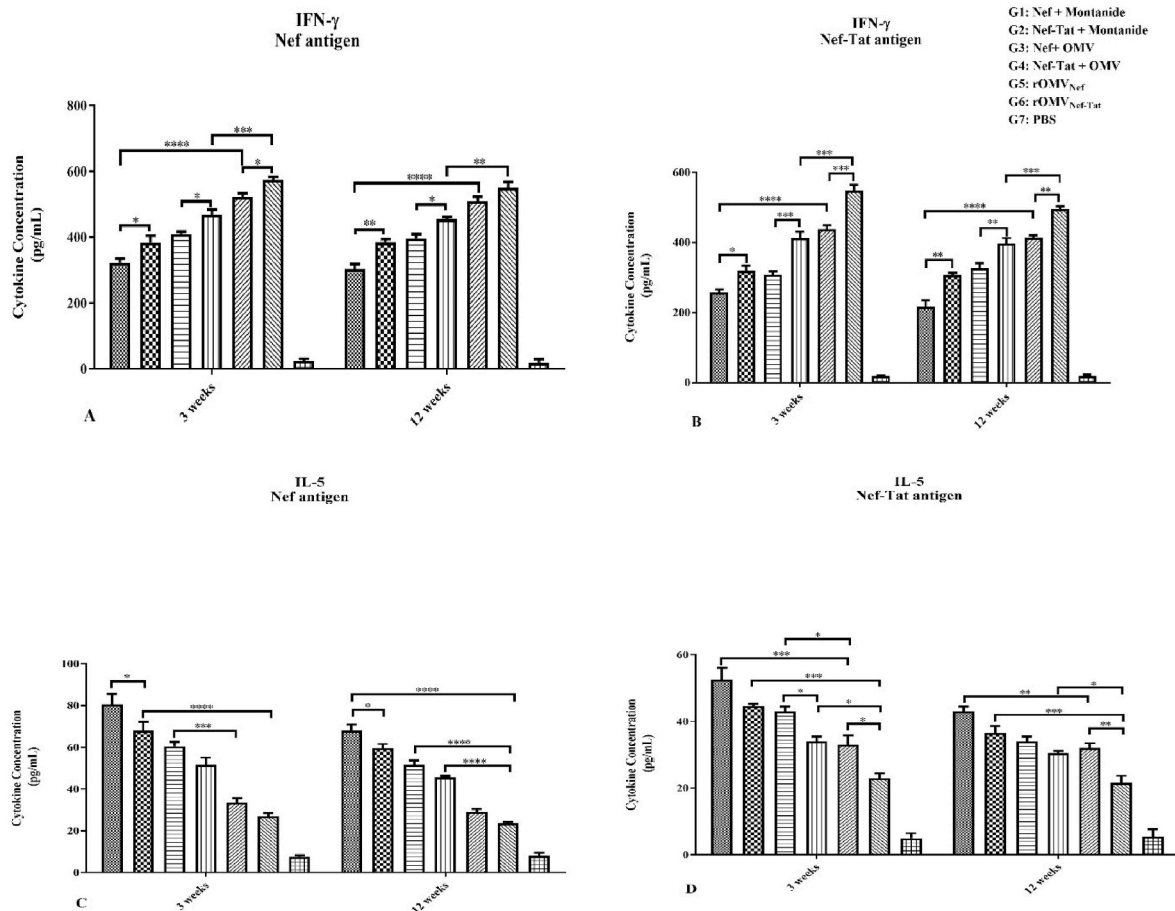 IFN-γ
Nef antigen
Cytokine Concentration
(pg/mL)
800
600
400
200
0
****
***
*
*
*
****
**
**
*
3 weeks
12 weeks
A
IFN-γ
Nef-Tat antigen
G1: Nef + Montanide
G2: Nef-Tat + Montanide
G3: Nef+ OMV
G4: Nef-Tat + OMV
G5: rOMVNef
G6: rOMVNef-Tat
G7: PBS
Cytokine Concentration
(pg/mL)
600
400
200
0
***
***
****
***
*
***
**
****
**
**
3 weeks
12 weeks
B
IL-5
Nef antigen
Cytokine Concentration
(pg/mL)
100
80
60
40
20
0
*
****
***
****
*
****
****
3 weeks
12 weeks
C
IL-5
Nef-Tat antigen
Cytokine Concentration
(pg/mL)
60
40
20
0
*
***
***
*
*
*
*
**
***
**
3 weeks
12 weeks
D